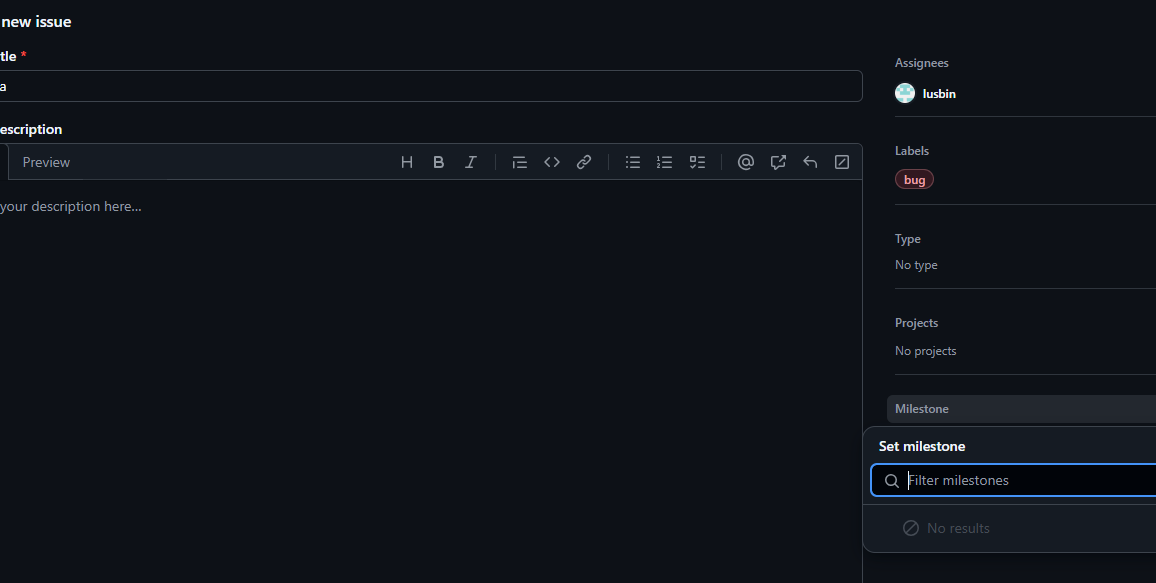 new issue
tle *
a
escription
Preview
your description here...
Assignees
lusbin
Labels
bug
Type
No type
Projects
No projects
Milestone
Set milestone
Filter milestones
No results